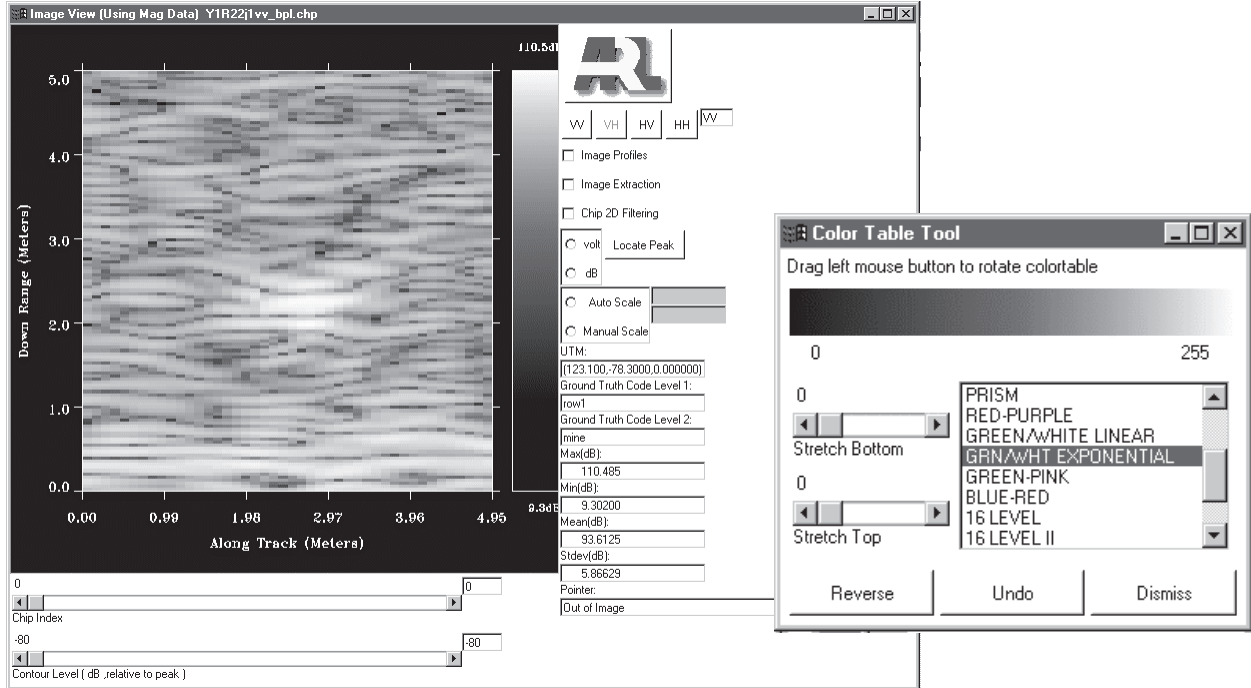 Image View (Using Mag Data) Y1R22j1vv_bpl.chp
110.5dB
5.0
4.0
3.0
2.0
1.0
0.0
Down Range (Meters)
0.00 0.99 1.98 2.97 3.96 4.95
Along Track (Meters)
9.3dB
ARL
VV VH HV HH VV
Image Profiles
Image Extraction
Chip 2D Filtering
volt
Locate Peak
dB
Auto Scale
Manual Scale
UTM:
(123.100,-78.3000,0.000000)
Ground Truth Code Level 1:
row1
Ground Truth Code Level 2:
mine
Max(dB):
110.485
Min(dB):
9.30200
Mean(dB):
93.6125
Stdev(dB):
5.86629
Pointer:
Out of Image
0
0
Chip Index
-80
-80
Contour Level ( dB ,relative to peak )
Color Table Tool
Drag left mouse button to rotate colortable
0 255
0
Stretch Bottom
0
Stretch Top
PRISM
RED-PURPLE
GREEN/WHITE LINEAR
GRN/WHT EXPONENTIAL
GREEN-PINK
BLUE-RED
16 LEVEL
16 LEVEL II
Reverse Undo Dismiss